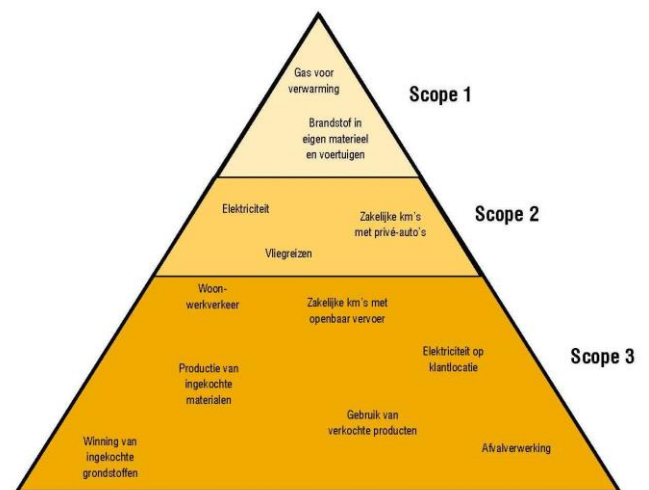 Gas voor
verwarming
Scope 1
Brandstof in
eigen materieel
en voertuigen
Elektriciteit
Zakelijke km's
met privé-auto's
Scope 2
Vliegreizen
Woon-
werkverkeer
Zakelijke km's met
openbaar vervoer
Elektriciteit op
klantlocatie
Scope 3
Productie van
ingekochte
materialen
Gebruik van
verkochte producten
Winning van
ingekochte
grondstoffen
Afvalverwerking